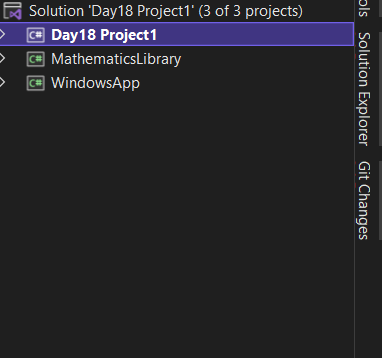 Solution 'Day18 Project1' (3 of 3 projects)
C# Day18 Project1
C# MathematicsLibrary
C# WindowsApp
ols
Solution Explorer
Git Changes